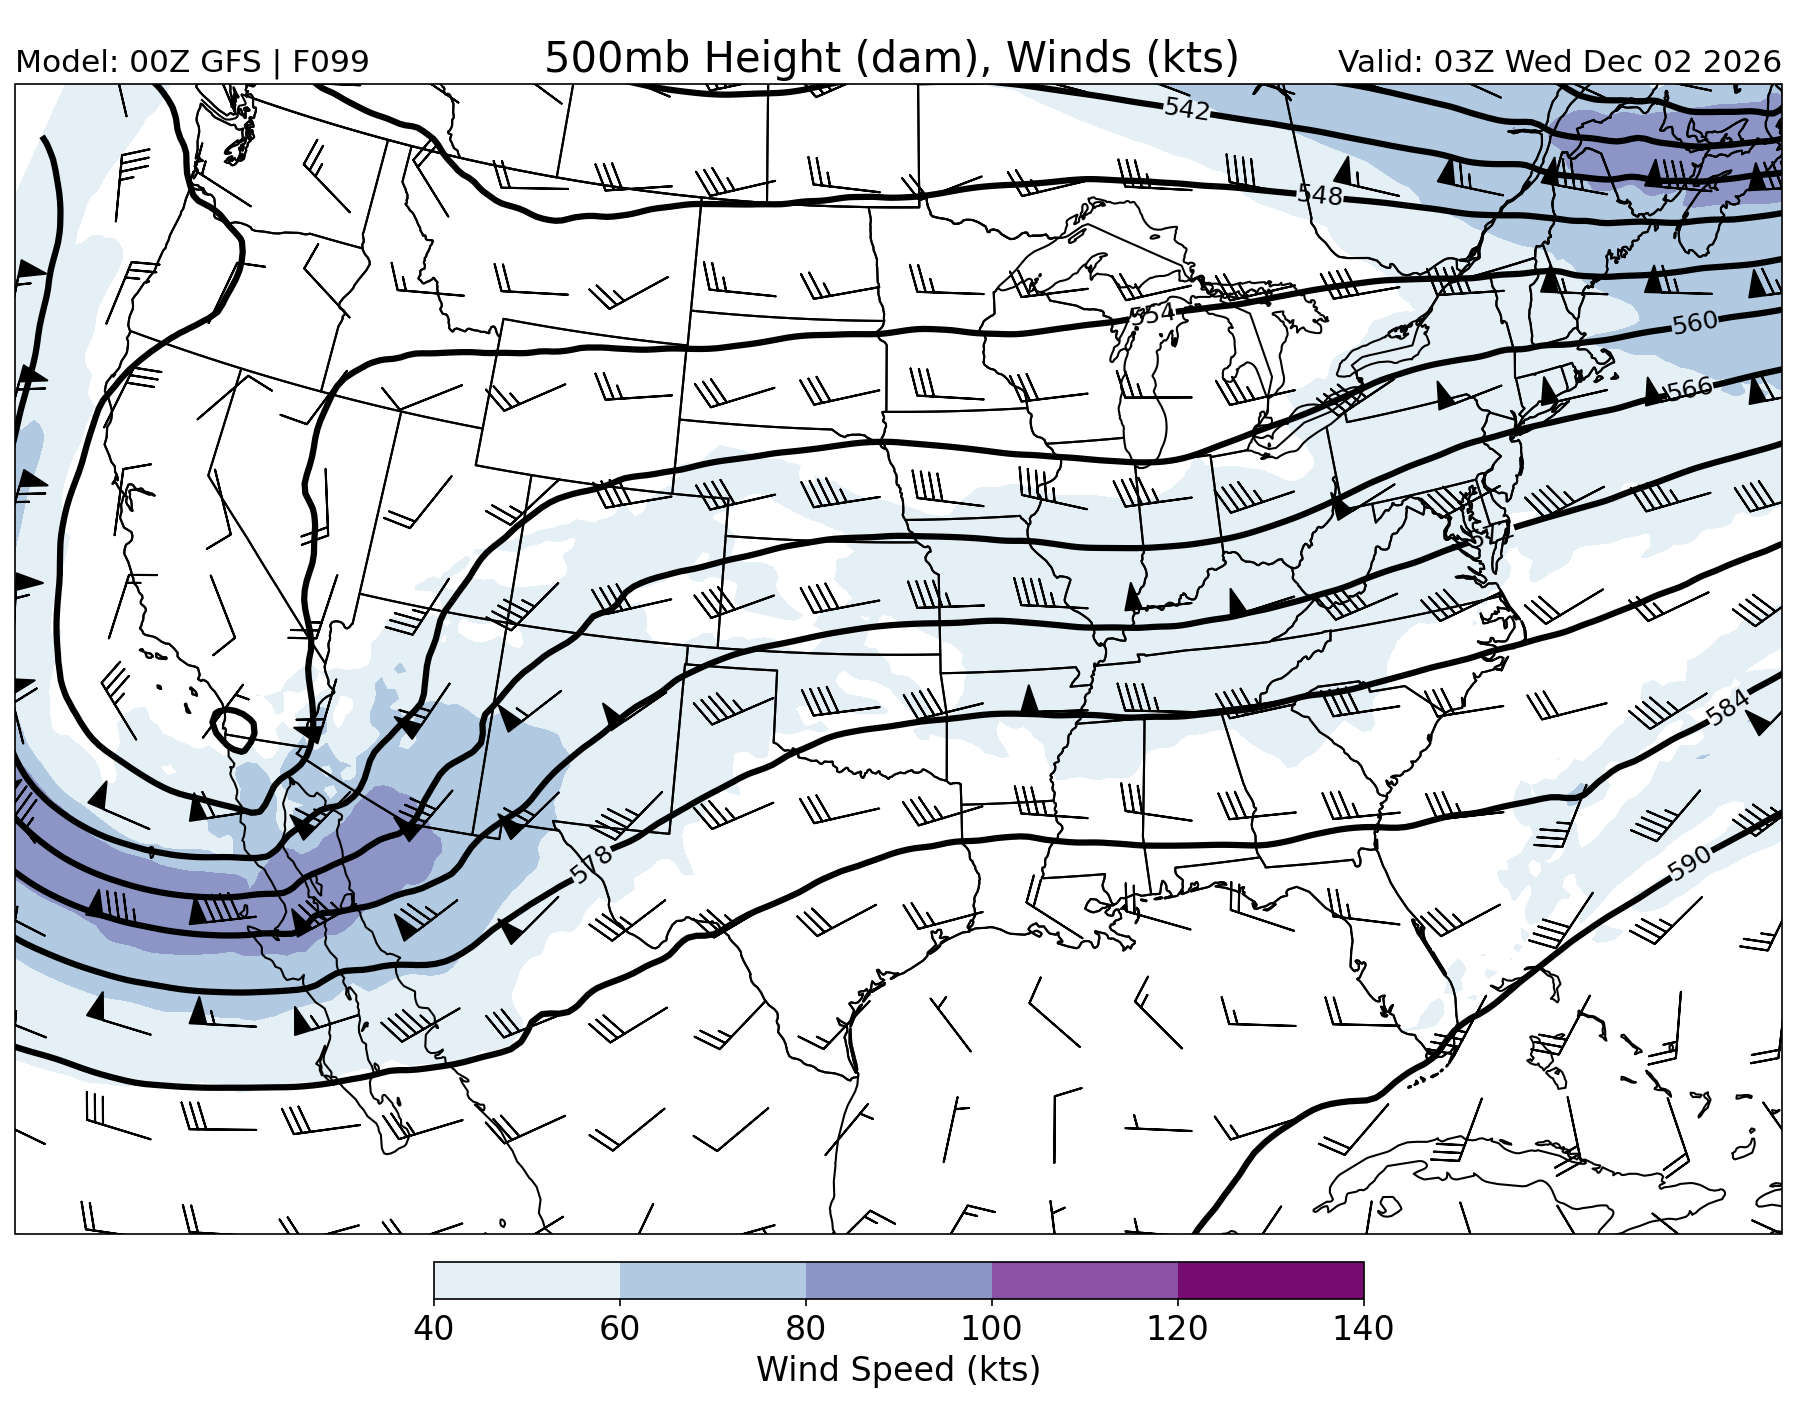 Model: 00Z GFS | F099
500mb Height (dam), Winds (kts)
Valid: 03Z Wed Dec 02 2026
542
548
554
560
566
584
578
590
40 60 80 100 120 140
Wind Speed (kts)